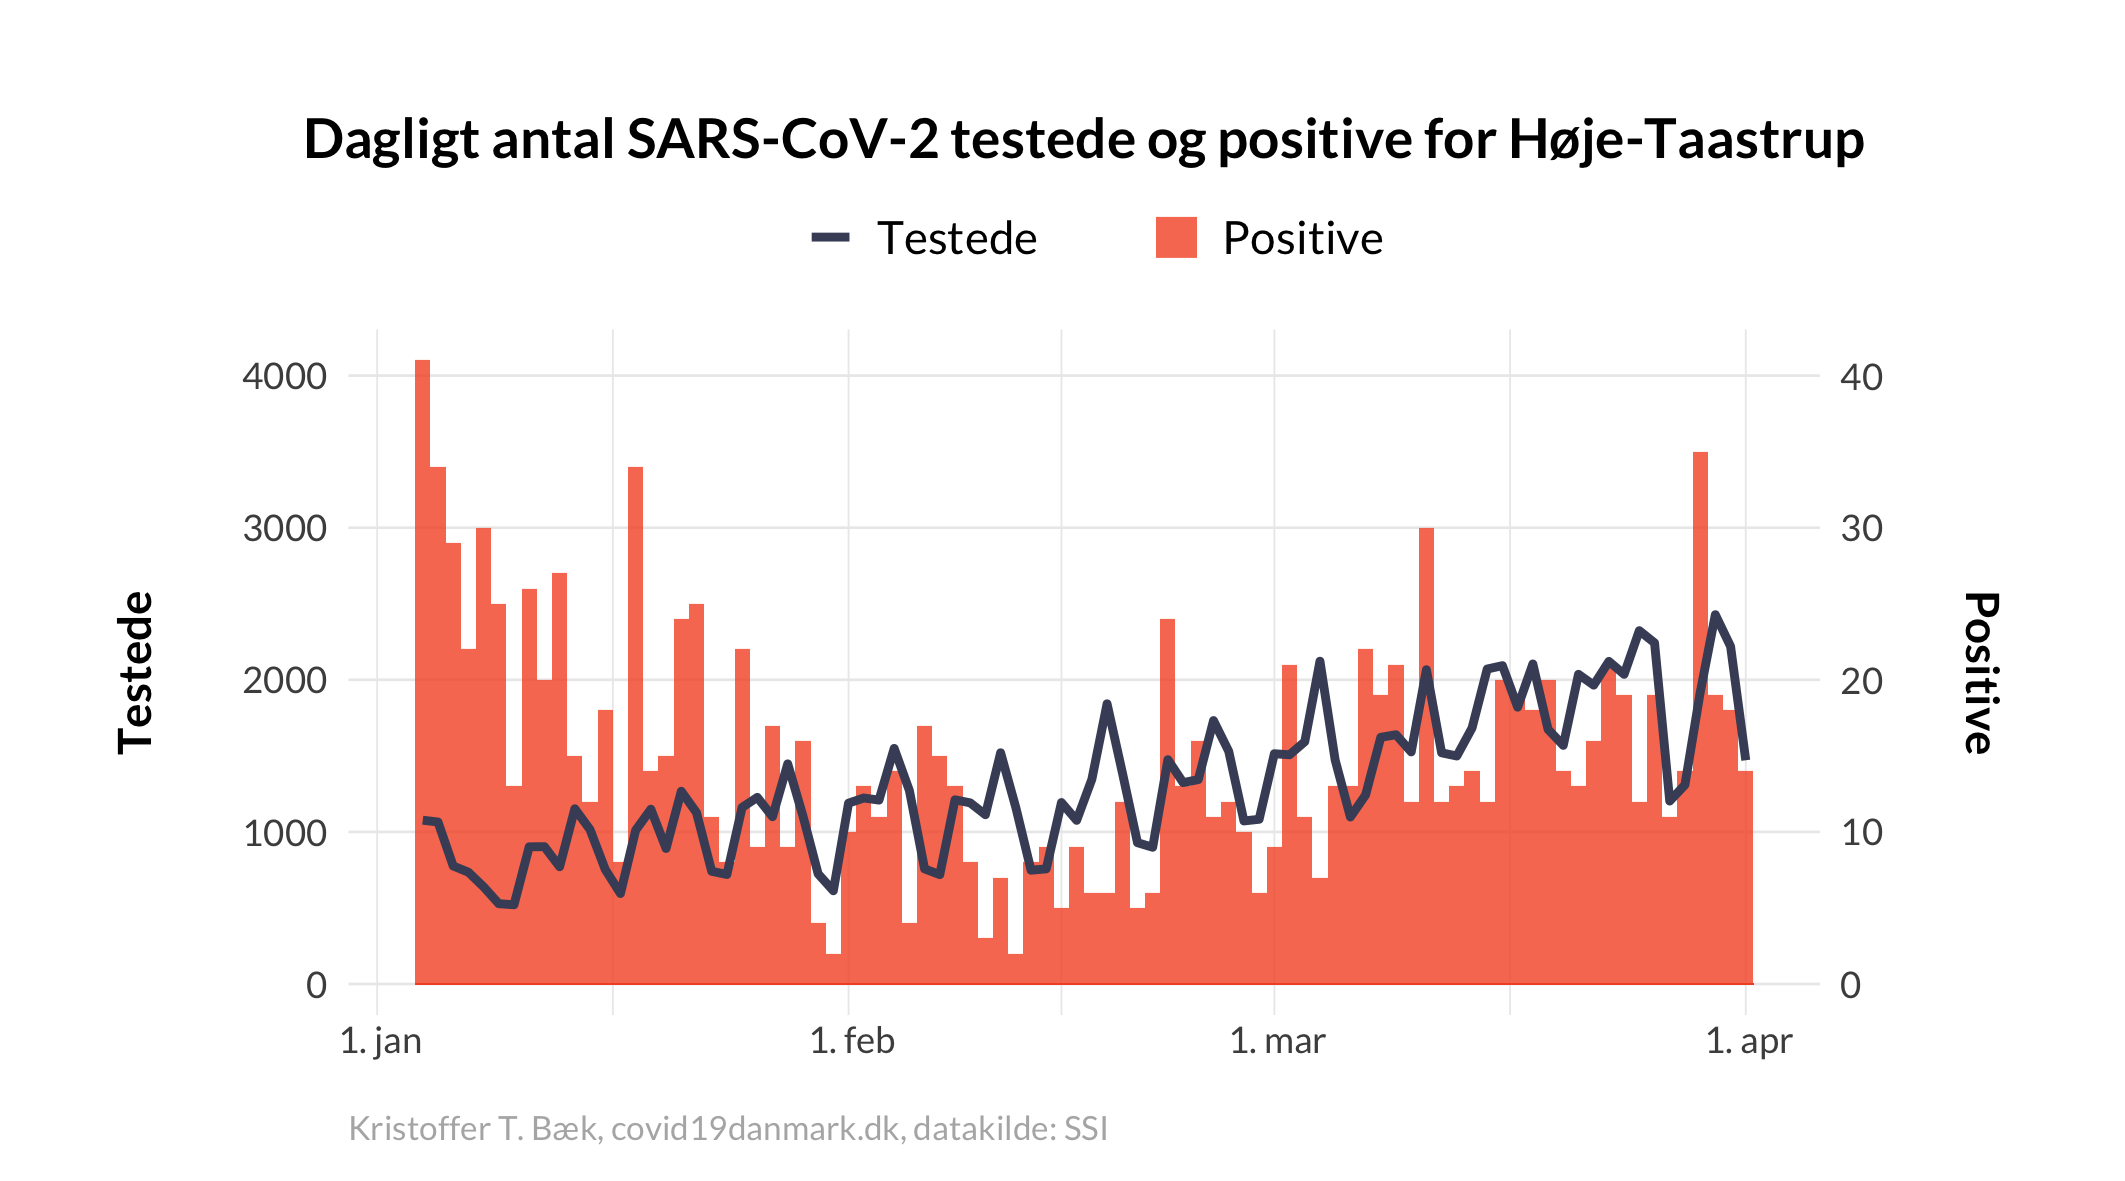 Dagligt antal SARS-CoV-2 testede og positive for Høje-Taastrup
Testede Positive
4000 40
3000 30
2000 20
1000 10
0 0
Testede
Positive
1. jan 1. feb 1. mar 1. apr
Kristoffer T. Bæk, covid19danmark.dk, datakilde: SSI